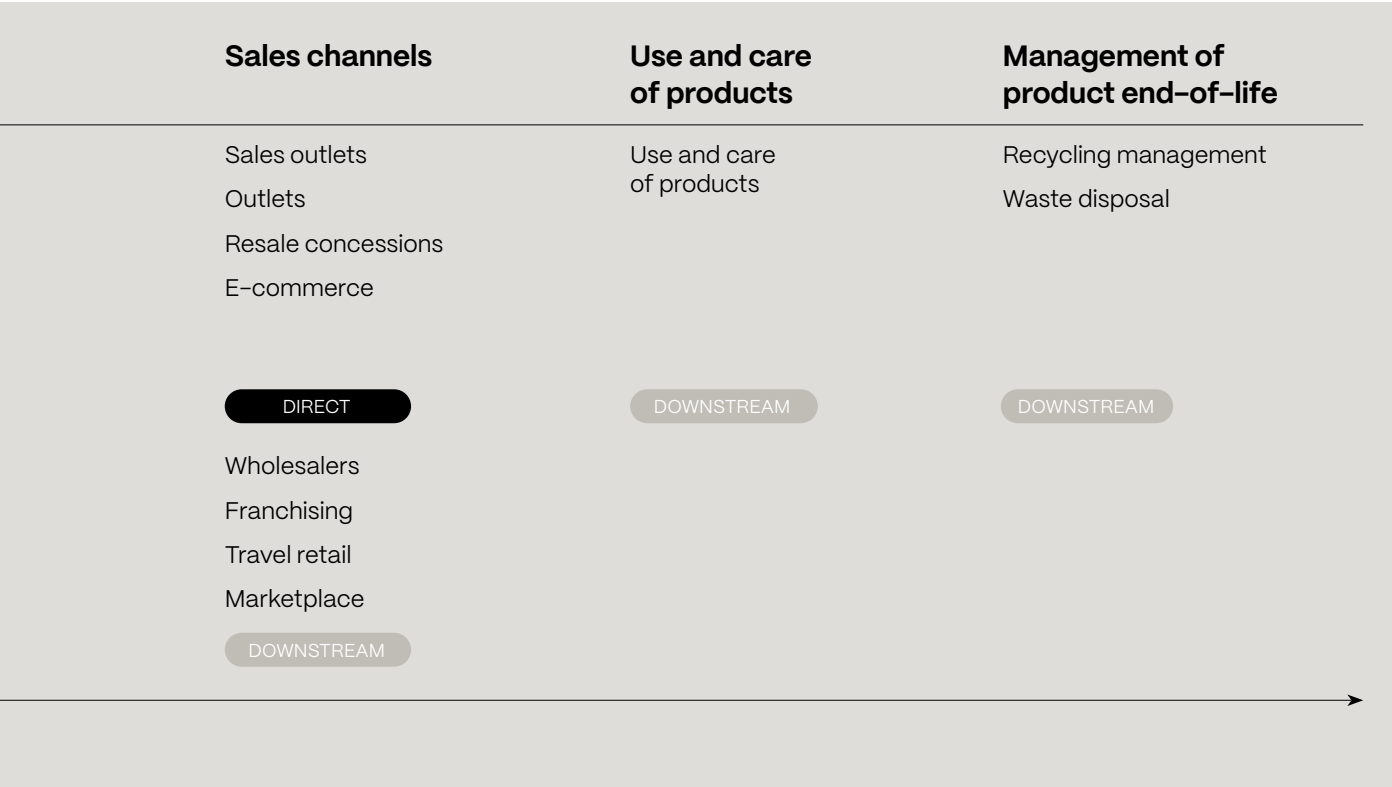 Sales channels
Sales outlets
Outlets
Resale concessions
E-commerce
DIRECT
Wholesalers
Franchising
Travel retail
Marketplace
DOWNSTREAM
Use and care
of products
Use and care
of products
DOWNSTREAM
Management of
product end-of-life
Recycling management
Waste disposal
DOWNSTREAM